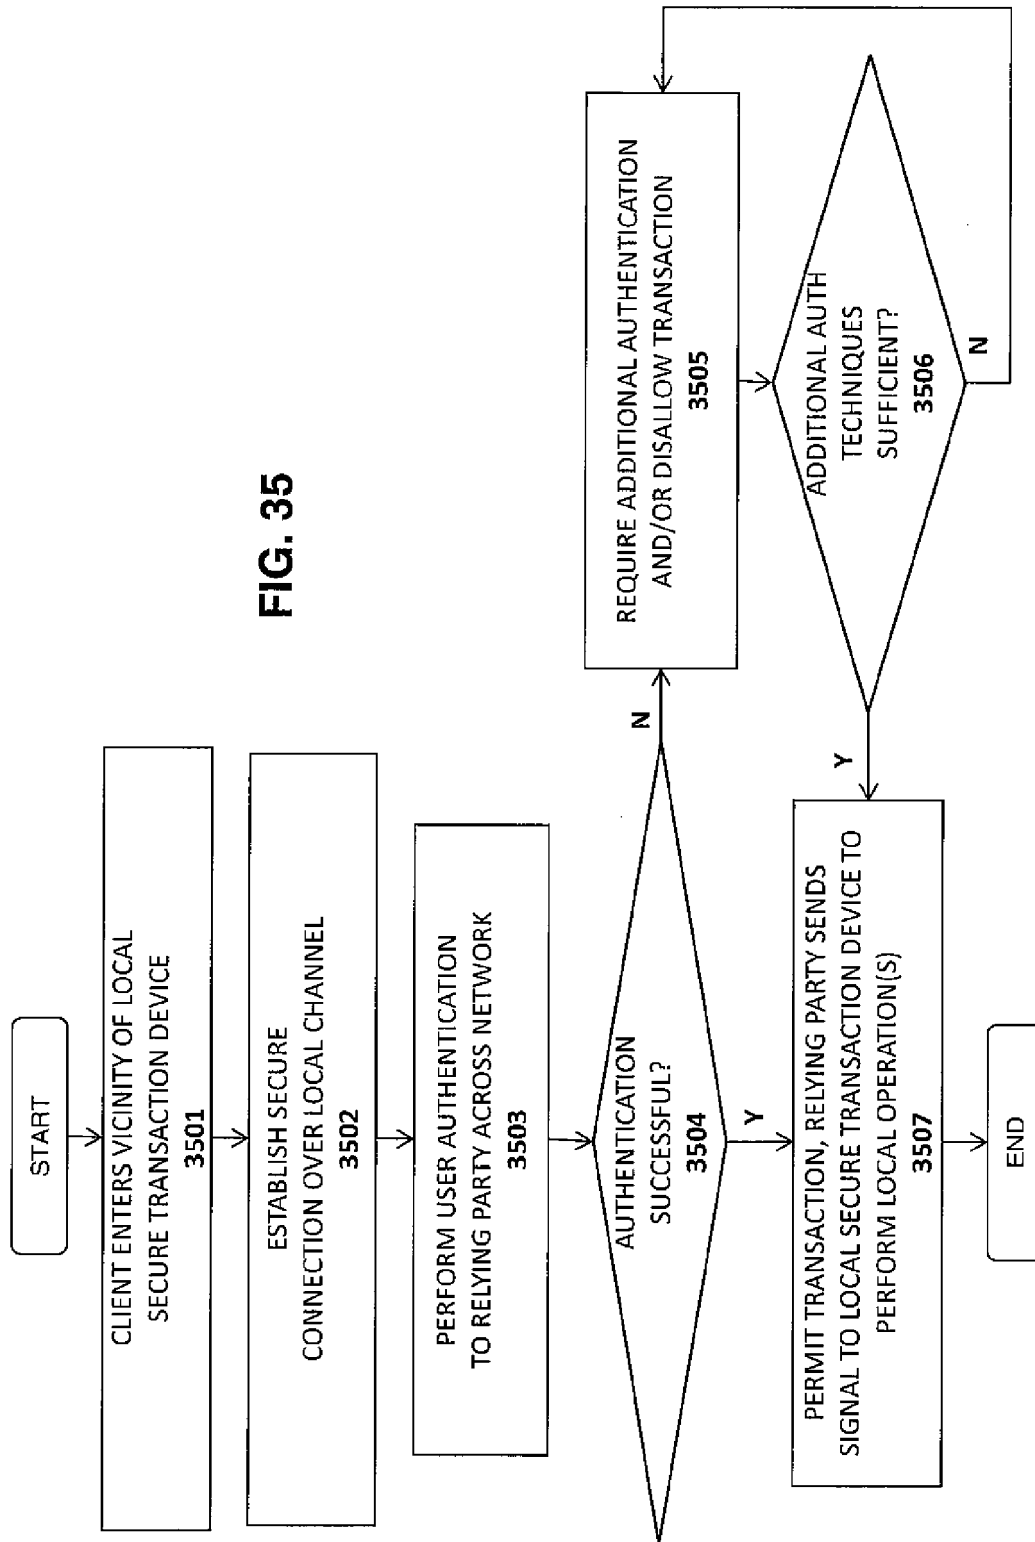 FIG. 35
START
CLIENT ENTERS VICINITY OF LOCAL
SECURE TRANSACTION DEVICE
3501
ESTABLISH SECURE
CONNECTION OVER LOCAL CHANNEL
3502
PERFORM USER AUTHENTICATION
TO RELYING PARTY ACROSS NETWORK
3503
AUTHENTICATION
SUCCESSFUL?
3504
N
Y
REQUIRE ADDITIONAL AUTHENTICATION
AND/OR DISALLOW TRANSACTION
3505
ADDITIONAL AUTH
TECHNIQUES
SUFFICIENT?
3506
N
Y
PERMIT TRANSACTION, RELYING PARTY SENDS
SIGNAL TO LOCAL SECURE TRANSACTION DEVICE TO
PERFORM LOCAL OPERATION(S)
3507
END